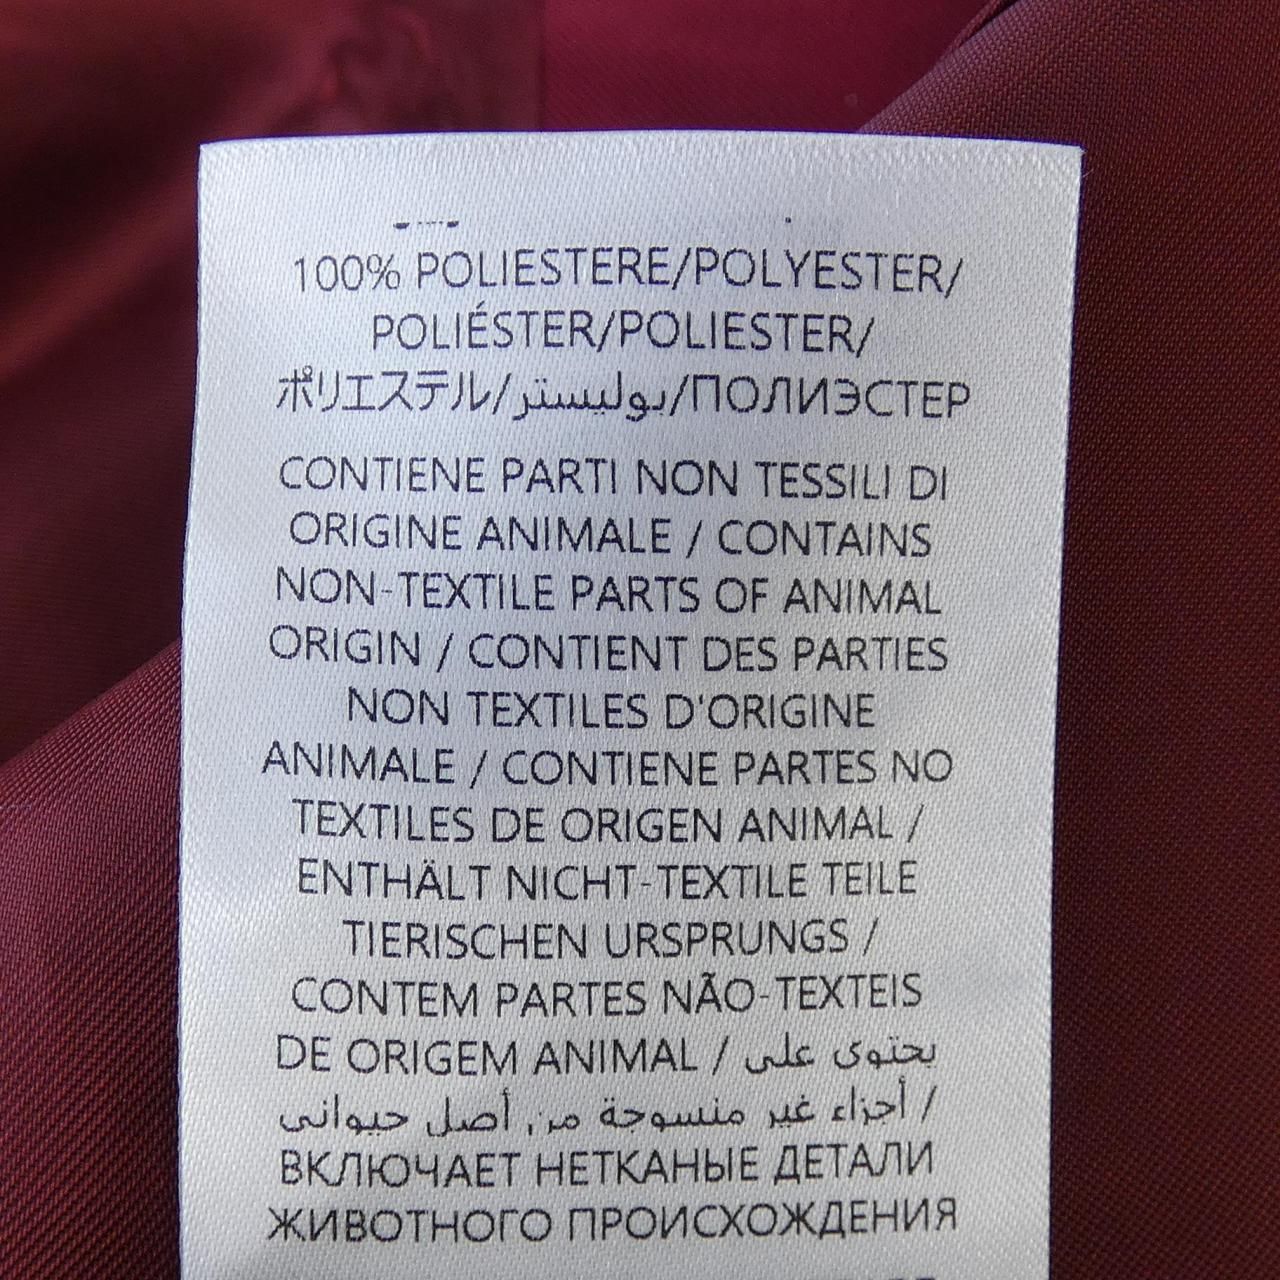 100% POLIESTERE/POLYESTER/
POLIÉSTER/POLIESTER/
ポリエステル/بوليستر/ПОЛИЭСТЕР
CONTIENE PARTI NON TESSILI DI
ORIGINE ANIMALE / CONTAINS
NON-TEXTILE PARTS OF ANIMAL
ORIGIN / CONTIENT DES PARTIES
NON TEXTILES D'ORIGINE
ANIMALE / CONTIENE PARTES NO
TEXTILES DE ORIGEN ANIMAL /
ENTHÄLT NICHT-TEXTILE TEILE
TIERISCHEN URSPRUNGS /
CONTEM PARTES NÃO-TEXTEIS
DE ORIGEM ANIMAL / يحتوى على
أجزاء غير منسوجة من أصل حيوانى /
ВКЛЮЧАЕТ НЕТКАНЫЕ ДЕТАЛИ
ЖИВОТНОГО ПРОИСХОЖДЕНИЯ